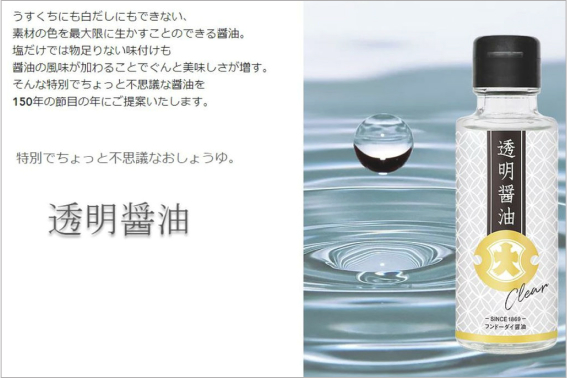 うすくちにも白だしにもできない、
素材の色を最大限に生かすことのできる醤油。
塩だけでは物足りない味付けも
醤油の風味が加わることでぐんと美味しさが増す。
そんな特別でちょっと不思議な醤油を
150年の節目の年にご提案いたします。
特別でちょっと不思議なおしょうゆ。
透明醤油
透明醤油
大
Clear
−SINCE 1869−
フンドーダイ醤油